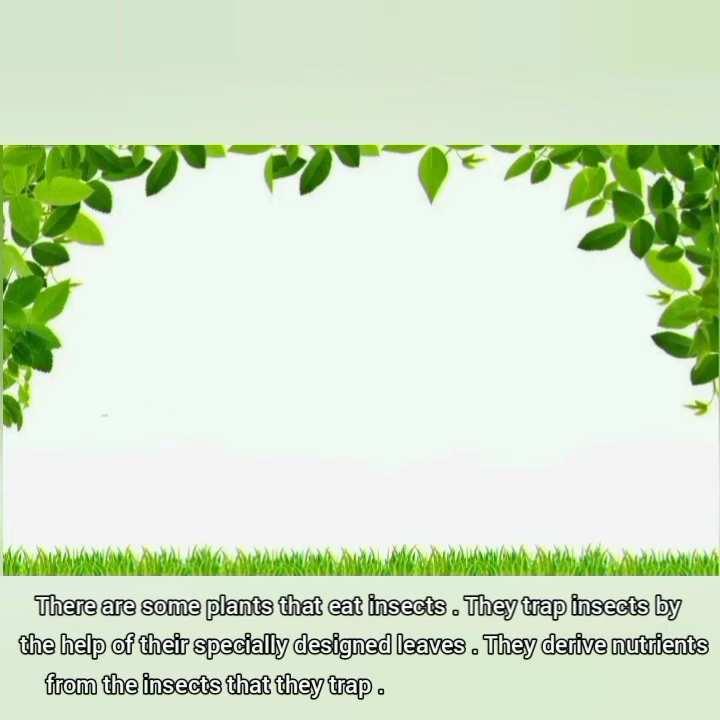 There are some plants that eat insects . They trap insects by
the help of their specially designed leaves . They derive nutrients
from the insects that they trap .